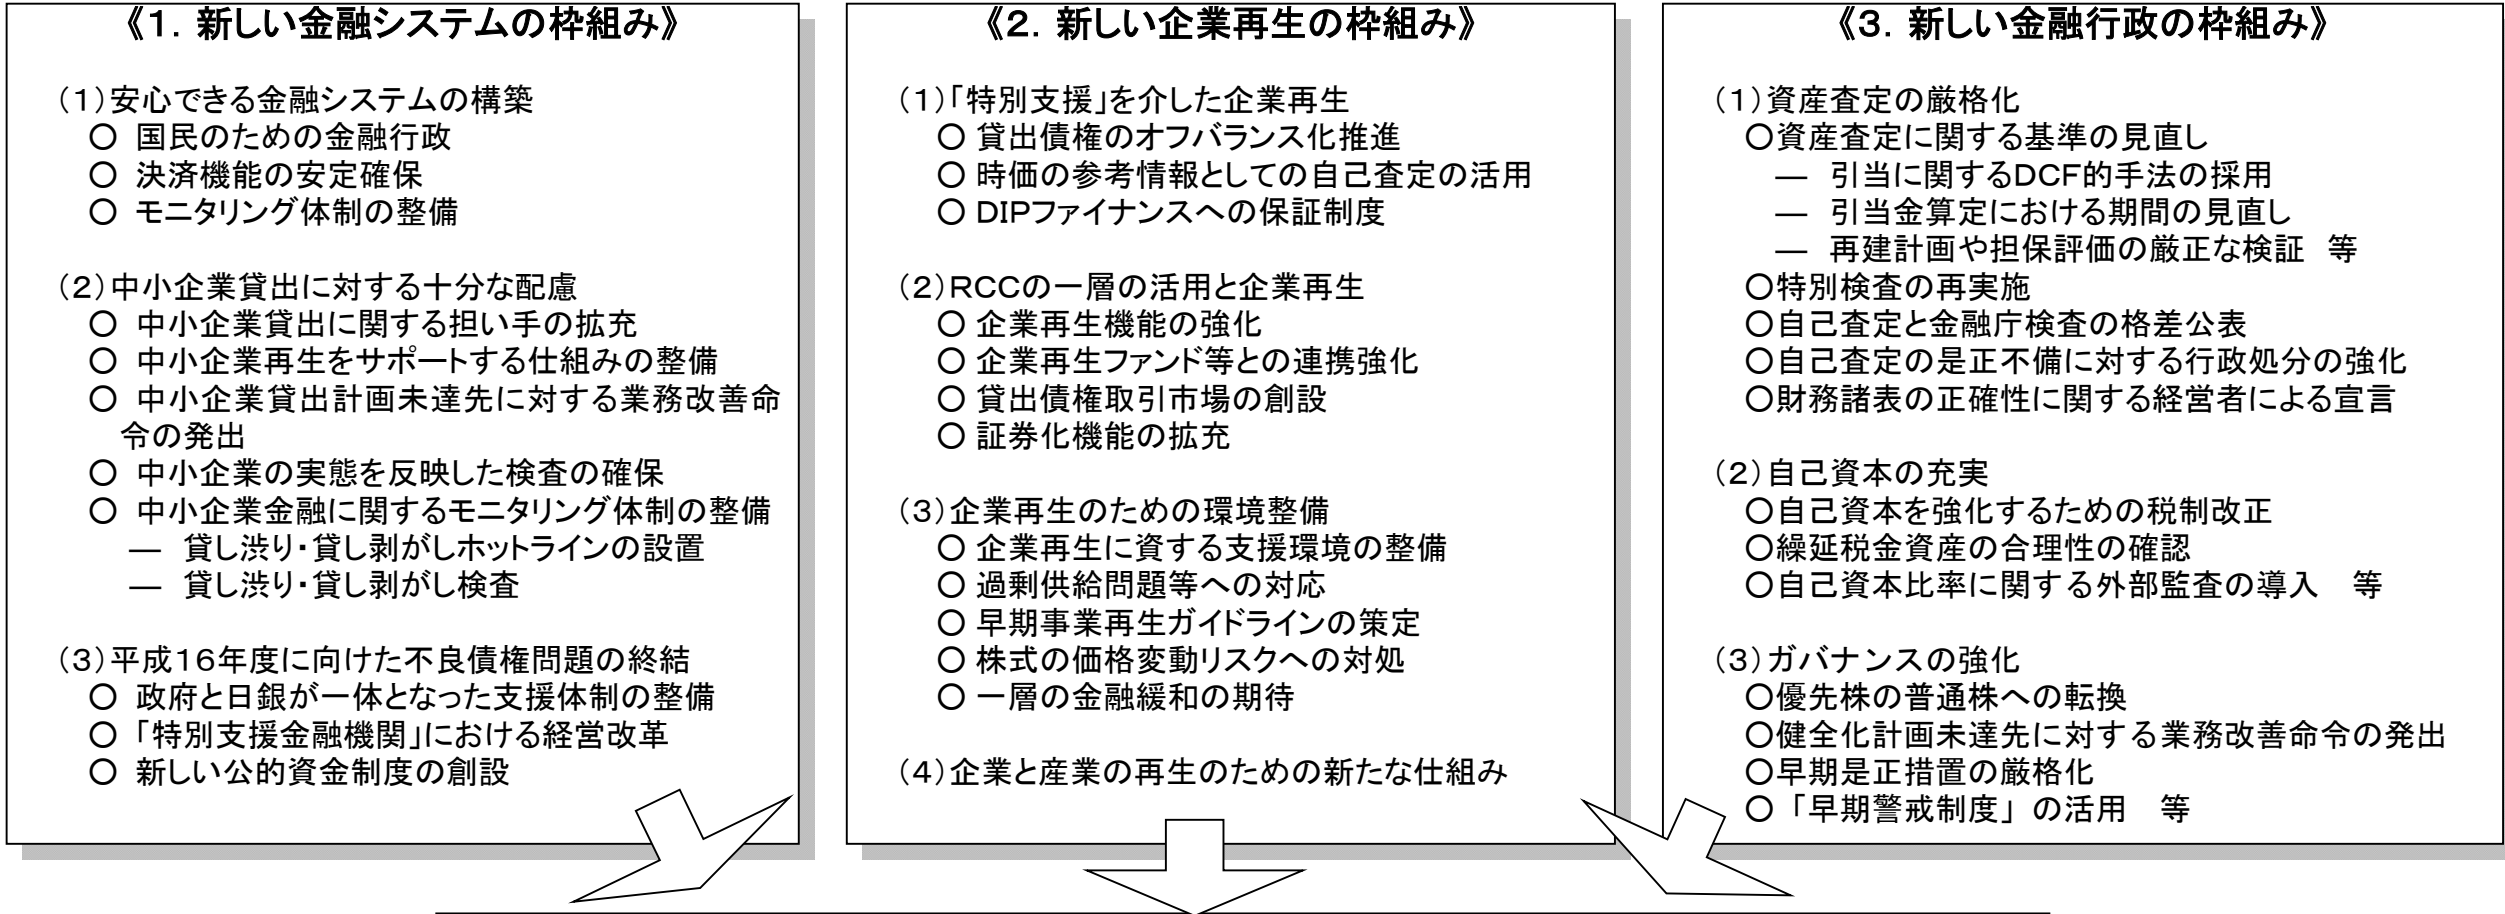 《１．新しい金融システムの枠組み》
（１）安心できる金融システムの構築
○ 国民のための金融行政
○ 決済機能の安定確保
○ モニタリング体制の整備
（２）中小企業貸出に対する十分な配慮
○ 中小企業貸出に関する担い手の拡充
○ 中小企業再生をサポートする仕組みの整備
○ 中小企業貸出計画未達先に対する業務改善命
令の発出
○ 中小企業の実態を反映した検査の確保
○ 中小企業金融に関するモニタリング体制の整備
― 貸し渋り・貸し剥がしホットラインの設置
― 貸し渋り・貸し剥がし検査
（３）平成１６年度に向けた不良債権問題の終結
○ 政府と日銀が一体となった支援体制の整備
○ 「特別支援金融機関」における経営改革
○ 新しい公的資金制度の創設
《２．新しい企業再生の枠組み》
（１）「特別支援」を介した企業再生
○ 貸出債権のオフバランス化推進
○ 時価の参考情報としての自己査定の活用
○ DIPファイナンスへの保証制度
（２）RCCの一層の活用と企業再生
○ 企業再生機能の強化
○ 企業再生ファンド等との連携強化
○ 貸出債権取引市場の創設
○ 証券化機能の拡充
（３）企業再生のための環境整備
○ 企業再生に資する支援環境の整備
○ 過剰供給問題等への対応
○ 早期事業再生ガイドラインの策定
○ 株式の価格変動リスクへの対処
○ 一層の金融緩和の期待
（４）企業と産業の再生のための新たな仕組み
《３．新しい金融行政の枠組み》
（１）資産査定の厳格化
○資産査定に関する基準の見直し
― 引当に関するDCF的手法の採用
― 引当金算定における期間の見直し
― 再建計画や担保評価の厳正な検証　等
○特別検査の再実施
○自己査定と金融庁検査の格差公表
○自己査定の是正不備に対する行政処分の強化
○財務諸表の正確性に関する経営者による宣言
（２）自己資本の充実
○自己資本を強化するための税制改正
○繰延税金資産の合理性の確認
○自己資本比率に関する外部監査の導入　等
（３）ガバナンスの強化
○優先株の普通株への転換
○健全化計画未達先に対する業務改善命令の発出
○早期是正措置の厳格化
○「早期警戒制度」の活用　等